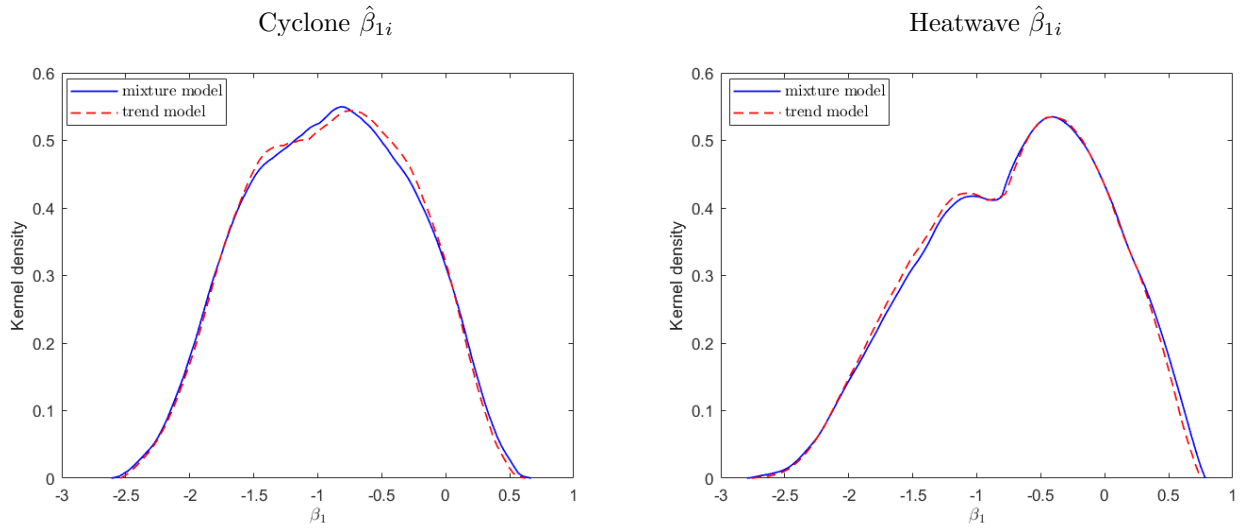 Cyclone β̂₁ᵢ
0.6
0.5
0.4
0.3
0.2
0.1
0
Kernel density
mixture model
trend model
-3 -2.5 -2 -1.5 -1 -0.5 0 0.5 1
β₁
Heatwave β̂₁ᵢ
0.6
0.5
0.4
0.3
0.2
0.1
0
Kernel density
mixture model
trend model
-3 -2.5 -2 -1.5 -1 -0.5 0 0.5 1
β₁